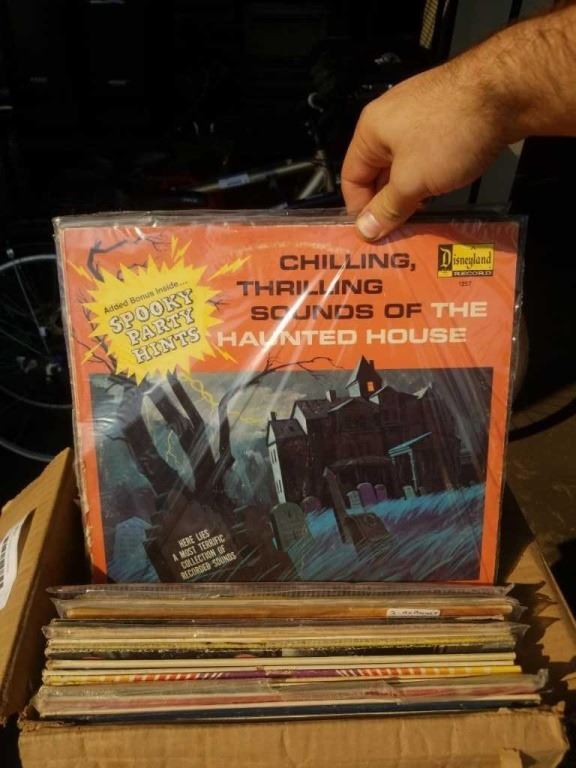 Added Bonus Inside...
SPOOKY
PARTY
HINTS
CHILLING,
THRILLING
SOUNDS OF THE
HAUNTED HOUSE
Disneyland
RECORD
1257
HERE LIES
A MOST TERRIFIC
COLLECTION OF
RECORDED SOUNDS